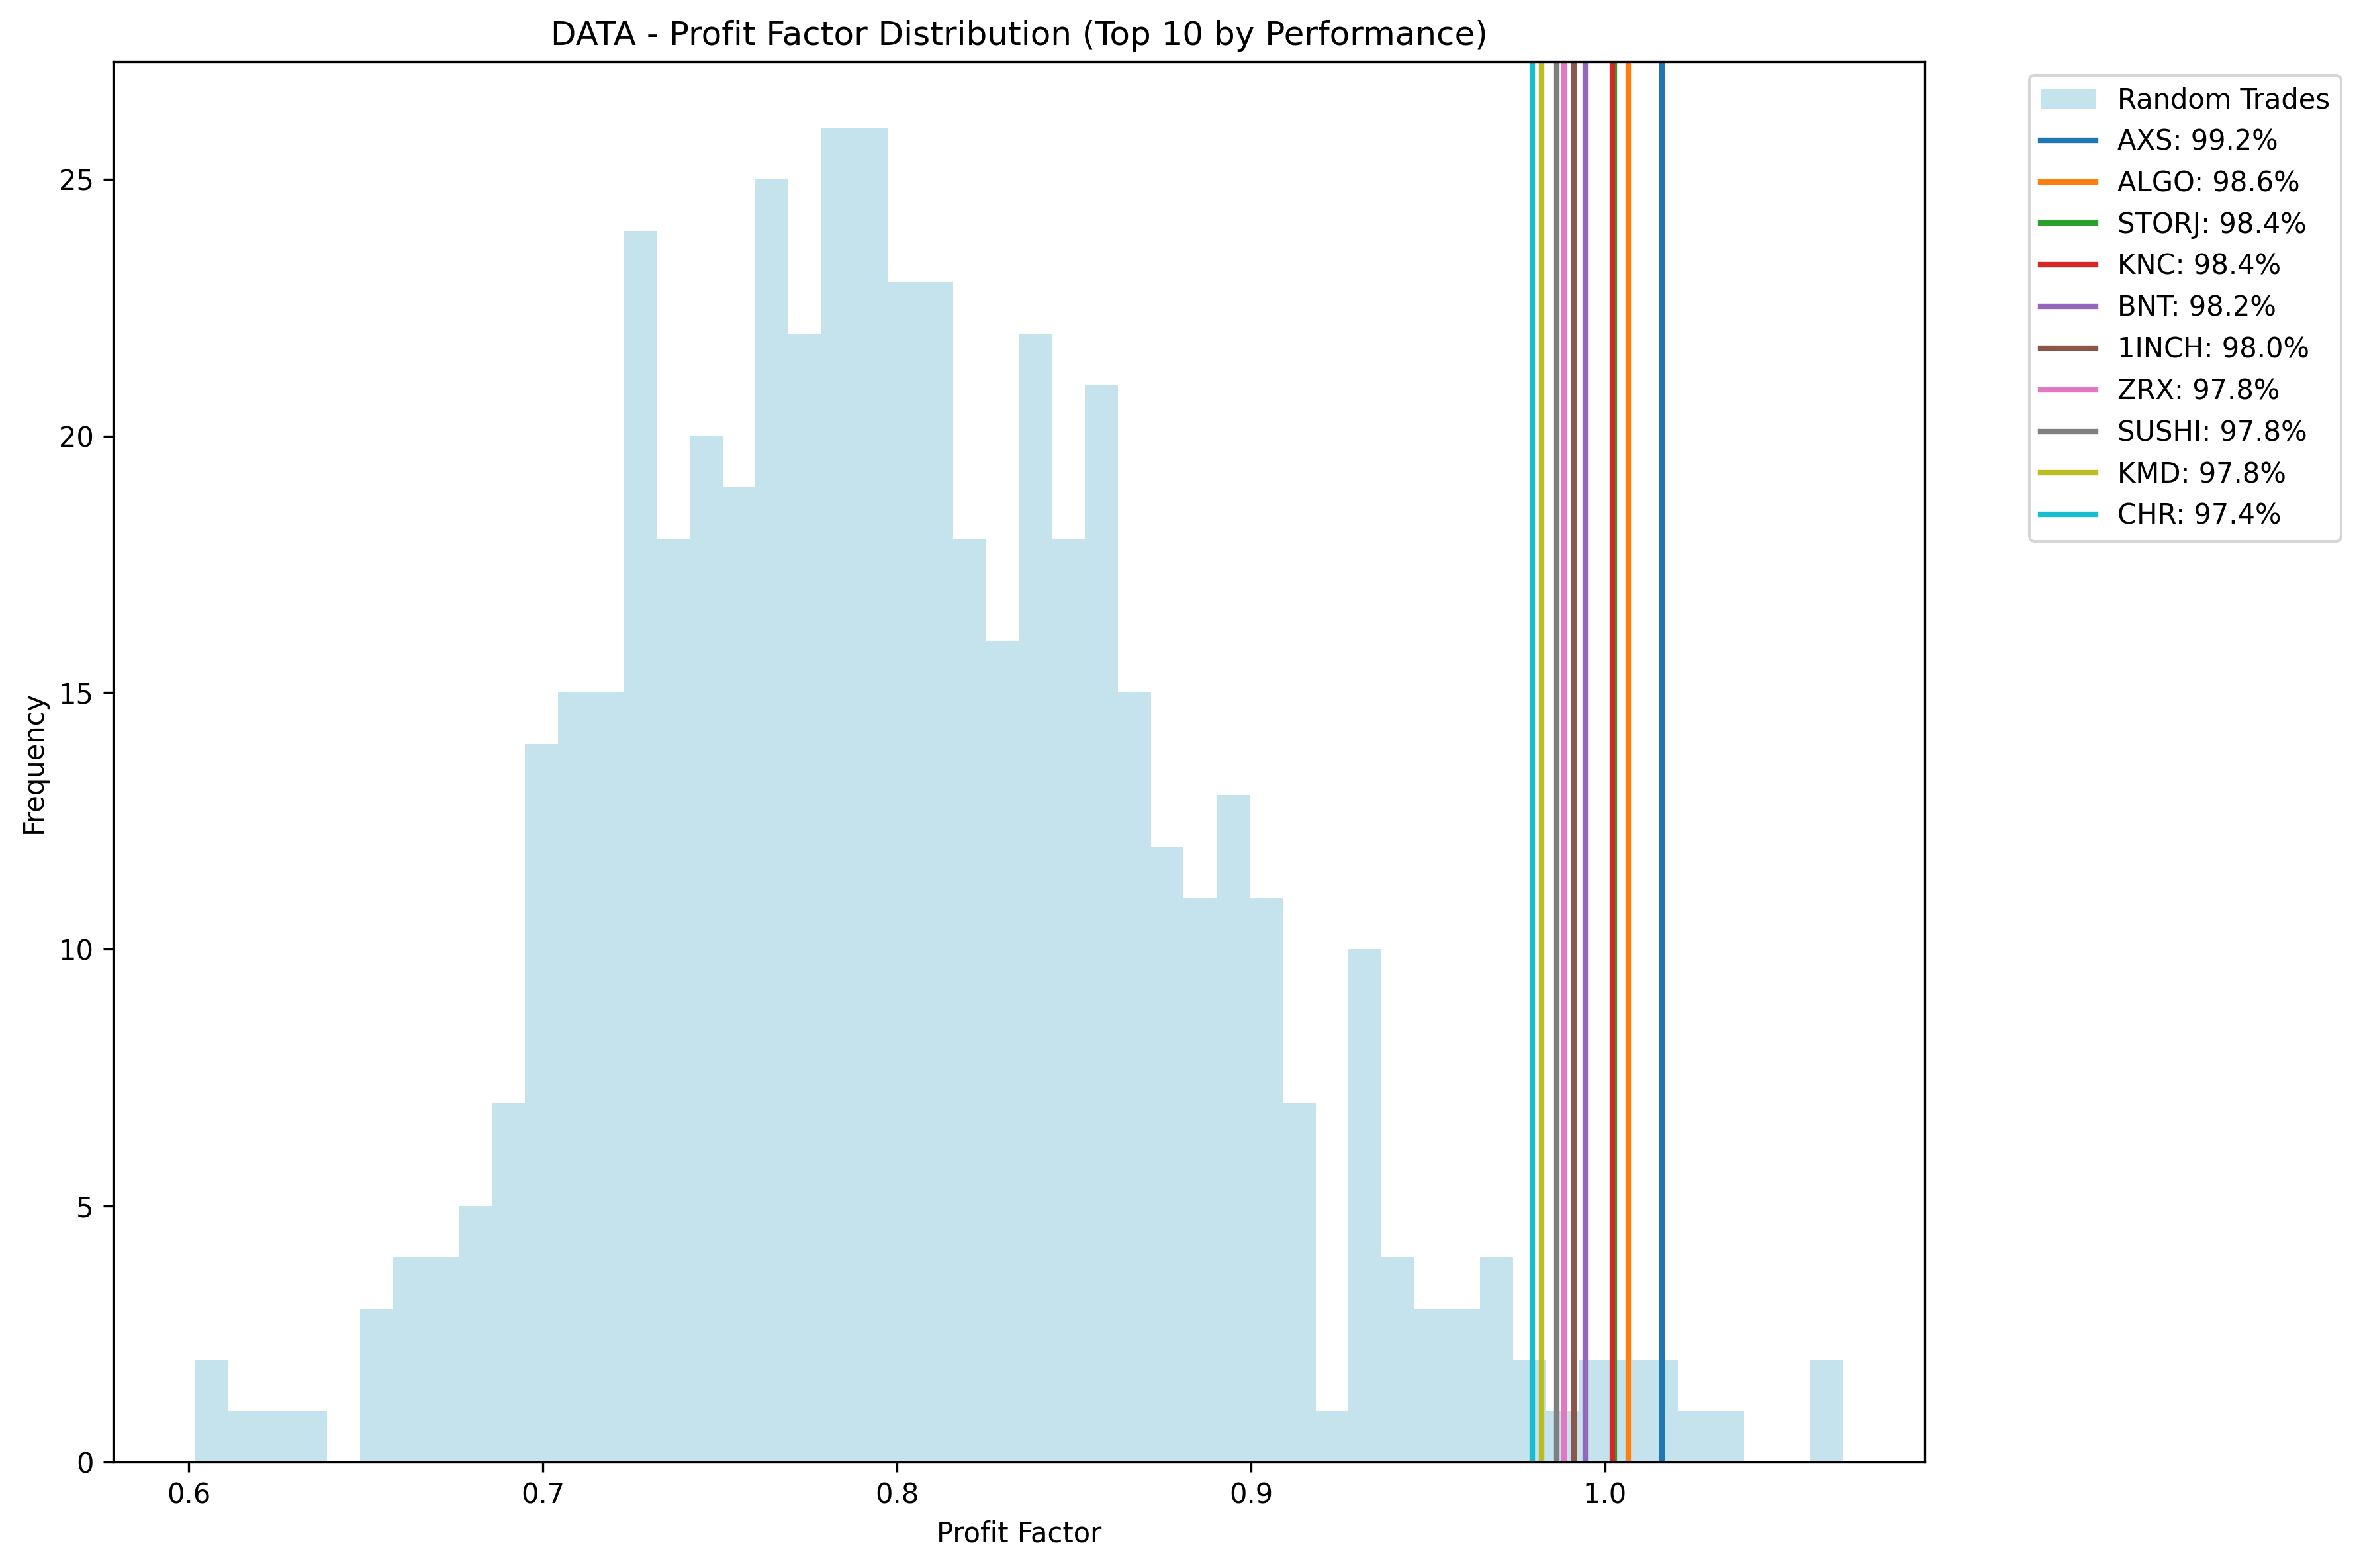 DATA - Profit Factor Distribution (Top 10 by Performance)
Random Trades
AXS: 99.2%
ALGO: 98.6%
STORJ: 98.4%
KNC: 98.4%
BNT: 98.2%
1INCH: 98.0%
ZRX: 97.8%
SUSHI: 97.8%
KMD: 97.8%
CHR: 97.4%
Frequency
25
20
15
10
5
0
0.6
0.7
0.8
0.9
1.0
Profit Factor